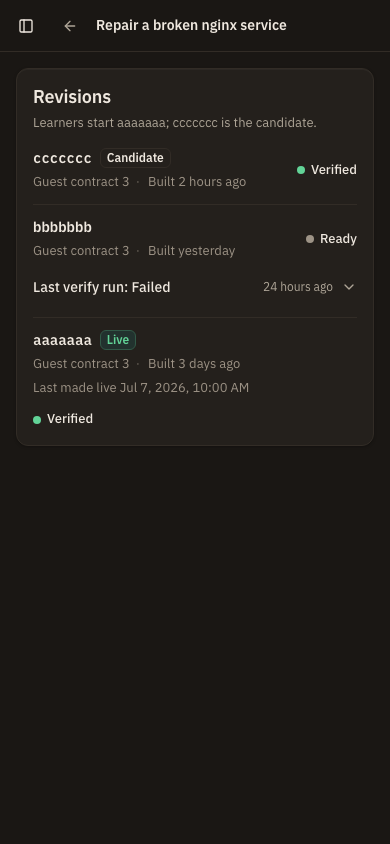 Repair a broken nginx service
Revisions
Learners start aaaaaaa; ccccccc is the candidate.
ccccccc Candidate
Guest contract 3 · Built 2 hours ago
Verified
bbbbbbb
Guest contract 3 · Built yesterday
Ready
Last verify run: Failed 24 hours ago
aaaaaaa Live
Guest contract 3 · Built 3 days ago
Last made live Jul 7, 2026, 10:00 AM
Verified